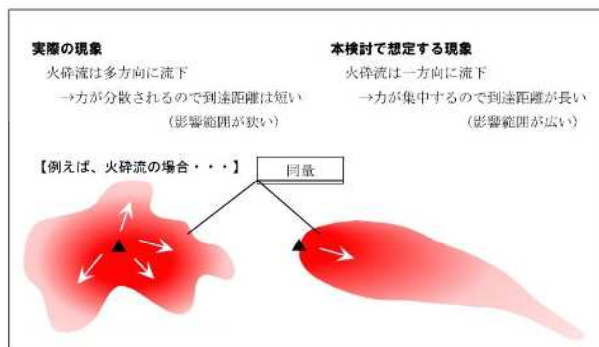 実際の現象
火砕流は多方向に流下
→力が分散されるので到達距離は短い
(影響範囲が狭い)
本検討で想定する現象
火砕流は一方向に流下
→力が集中するので到達距離が長い
(影響範囲が広い)
【例えば、火砕流の場合・・・】
同量